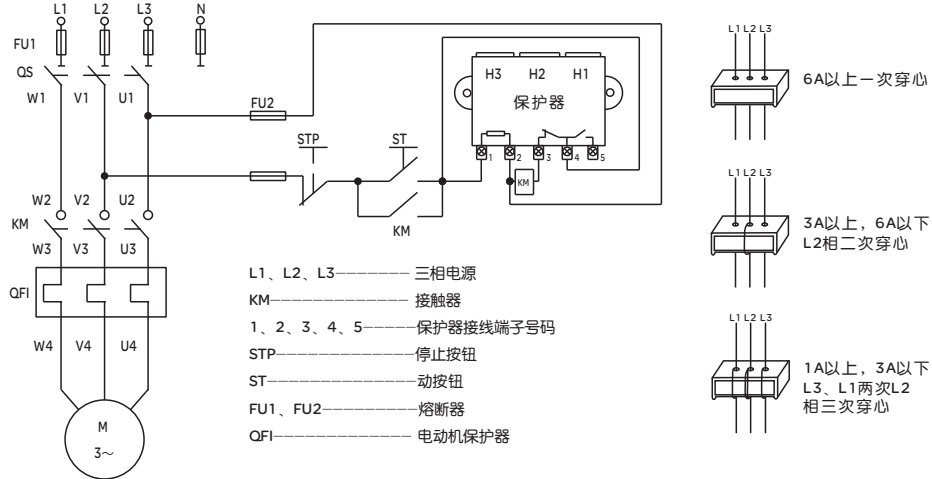 L1 L2 L3 N
FU1
QS
W1 V1 U1
FU2
STP ST
H3 H2 H1
保护器
1 2 3 4 5
KM
KM
W2 V2 U2
KM
W3 V3 U3
QFI
W4 V4 U4
M
3～
L1、L2、L3------- 三相电源
KM------------- 接触器
1、2、3、4、5-----保护器接线端子号码
STP-------------停止按钮
ST-------------动按钮
FU1、FU2--------熔断器
QFI------------- 电动机保护器
L1 L2 L3
6A以上一次穿心
L1 L2 L3
3A以上，6A以下
L2相二次穿心
L1 L2 L3
1A以上，3A以下
L3、L1两次L2
相三次穿心